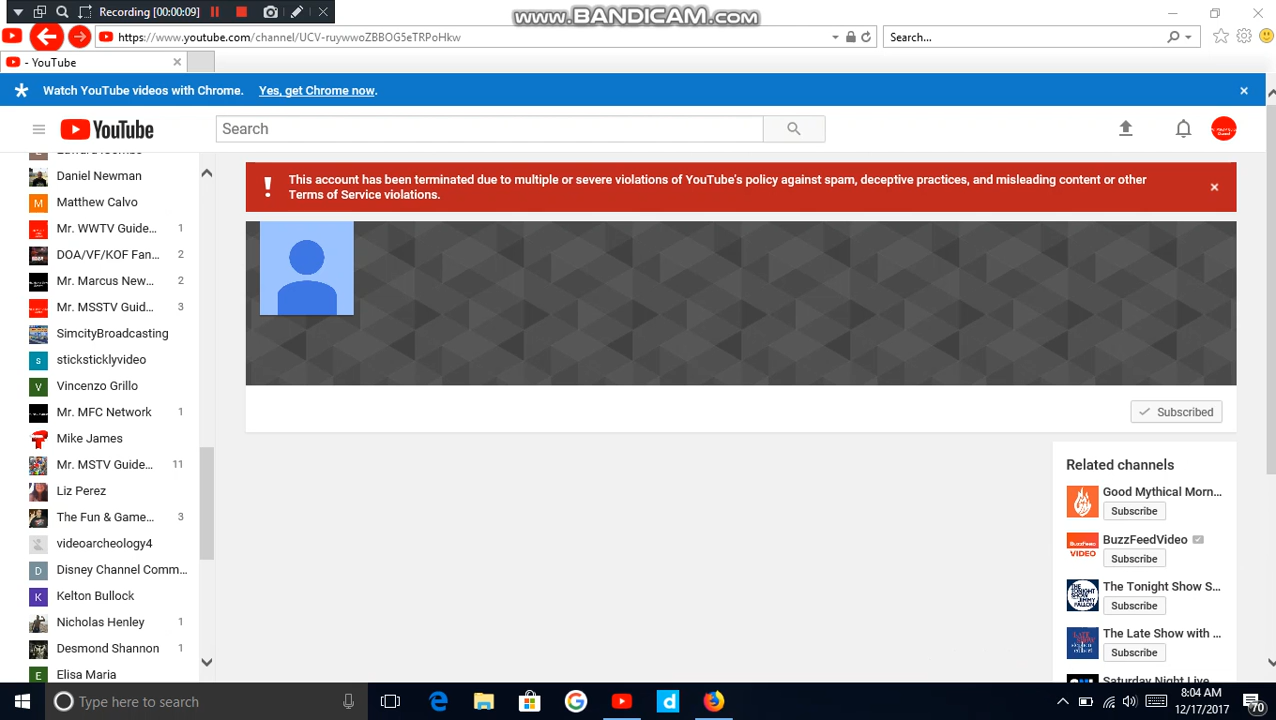 Recording [00:00:09]
www.BANDICAM.com
https://www.youtube.com/channel/UCV-ruywwoZBBOG5eTRPoHkw
Search...
- YouTube
Watch YouTube videos with Chrome. Yes, get Chrome now.
YouTube
Search
Daniel Newman
Matthew Calvo
Mr. WWTV Guide... 1
DOA/VF/KOF Fan... 2
Mr. Marcus New... 2
Mr. MSSTV Guid... 3
SimcityBroadcasting
sticksticklyvideo
Vincenzo Grillo
Mr. MFC Network 1
Mike James
Mr. MSTV Guide... 11
Liz Perez
The Fun & Game... 3
videoarcheology4
Disney Channel Comm...
Kelton Bullock
Nicholas Henley 1
Desmond Shannon 1
Elisa Maria
This account has been terminated due to multiple or severe violations of YouTube's policy against spam, deceptive practices, and misleading content or other
Terms of Service violations.
Subscribed
Related channels
Good Mythical Morn...
Subscribe
BuzzFeedVideo
Subscribe
The Tonight Show S...
Subscribe
The Late Show with ...
Subscribe
Saturday Night Live
Type here to search
8:04 AM
12/17/2017
70